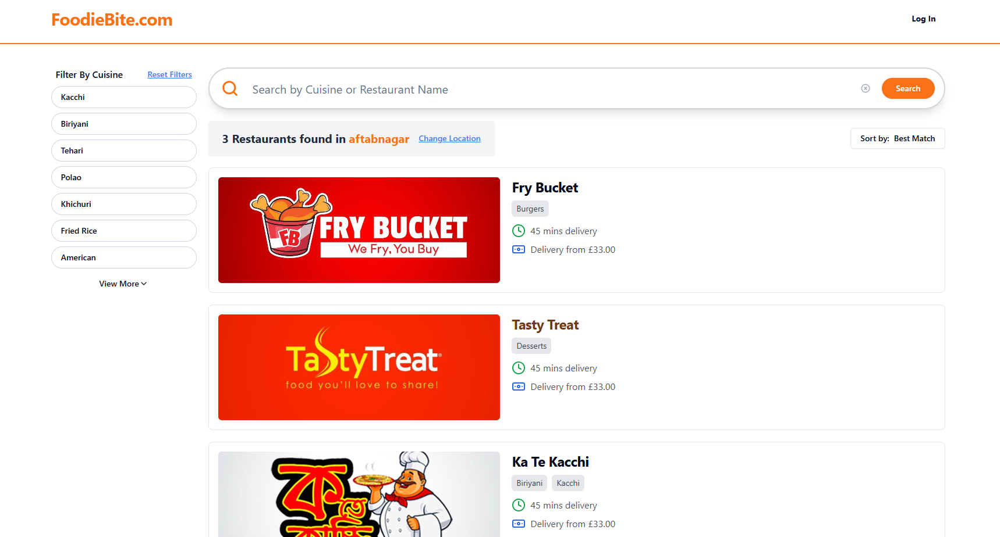 FoodieBite.com
Log In
Filter By Cuisine
Reset Filters
Kacchi
Biriyani
Tehari
Polao
Khichuri
Fried Rice
American
View More
Search by Cuisine or Restaurant Name
Search
3 Restaurants found in aftabnagar
Change Location
Sort by: Best Match
FB
FRY BUCKET
We Fry, You Buy
Fry Bucket
Burgers
45 mins delivery
Delivery from £33.00
TastyTreat®
food you'll love to share!
Tasty Treat
Desserts
45 mins delivery
Delivery from £33.00
ক তে
Ka Te Kacchi
Biriyani Kacchi
45 mins delivery
Delivery from £33.00